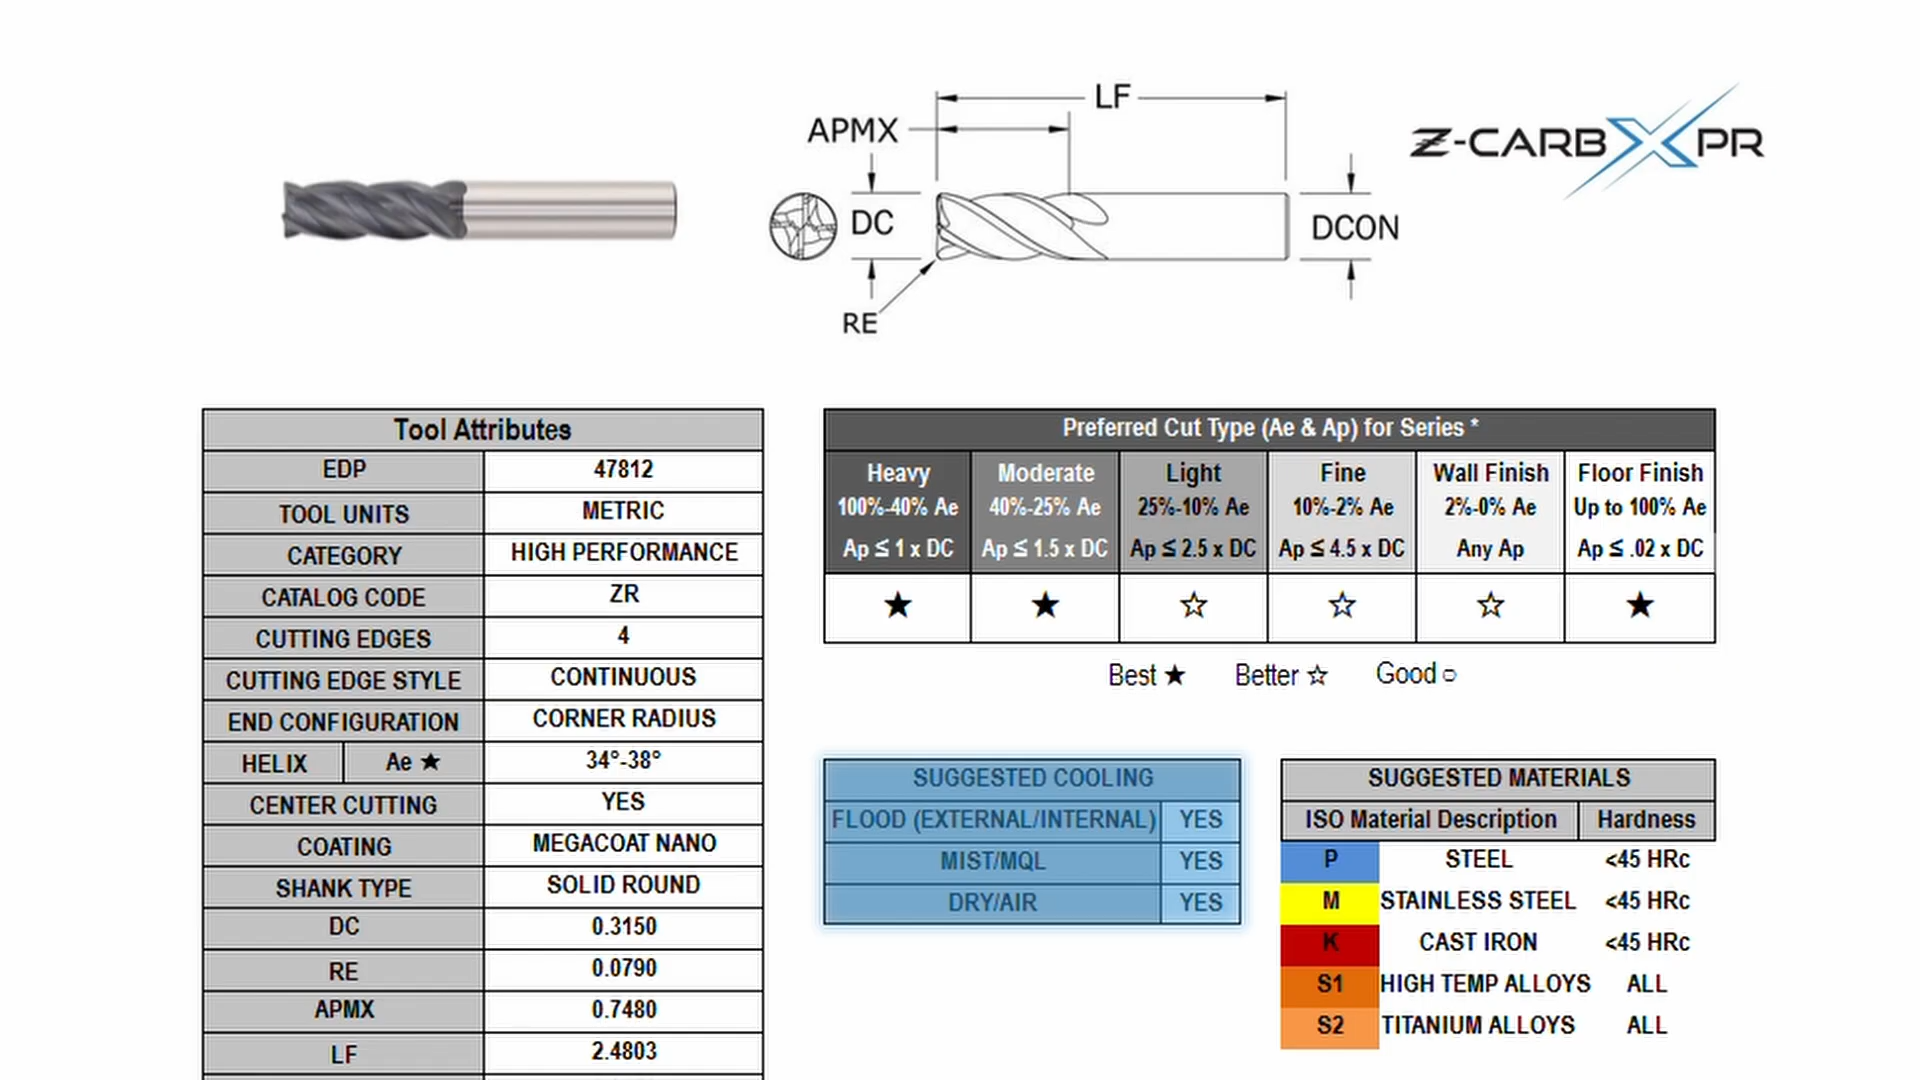 LF
APMX
Z-CARB XPR
DC
DCON
RE
Tool Attributes
EDP 47812
TOOL UNITS METRIC
CATEGORY HIGH PERFORMANCE
CATALOG CODE ZR
CUTTING EDGES 4
CUTTING EDGE STYLE CONTINUOUS
END CONFIGURATION CORNER RADIUS
HELIX Ae ★ 34°-38°
CENTER CUTTING YES
COATING MEGACOAT NANO
SHANK TYPE SOLID ROUND
DC 0.3150
RE 0.0790
APMX 0.7480
LF 2.4803
Preferred Cut Type (Ae & Ap) for Series *
Heavy Moderate Light Fine Wall Finish Floor Finish
100%-40% Ae 40%-25% Ae 25%-10% Ae 10%-2% Ae 2%-0% Ae Up to 100% Ae
Ap ≤ 1 x DC Ap ≤ 1.5 x DC Ap ≤ 2.5 x DC Ap ≤ 4.5 x DC Any Ap Ap ≤ .02 x DC
★ ★ ☆ ☆ ☆ ★
Best ★ Better ☆ Good ○
SUGGESTED COOLING
FLOOD (EXTERNAL/INTERNAL) YES
MIST/MQL YES
DRY/AIR YES
SUGGESTED MATERIALS
ISO Material Description Hardness
P STEEL <45 HRc
M STAINLESS STEEL <45 HRc
K CAST IRON <45 HRc
S1 HIGH TEMP ALLOYS ALL
S2 TITANIUM ALLOYS ALL